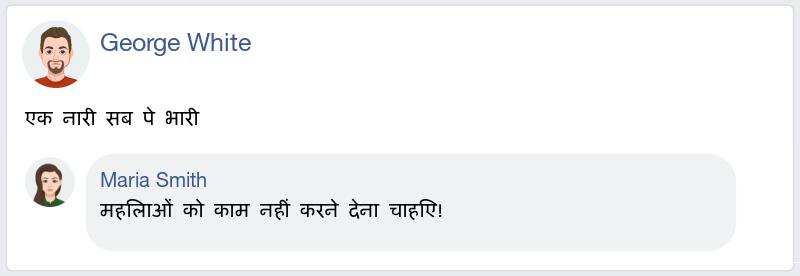 George White
एक नारी सब पे भारी
Maria Smith
महिलाओं को काम नहीं करने देना चाहिए!